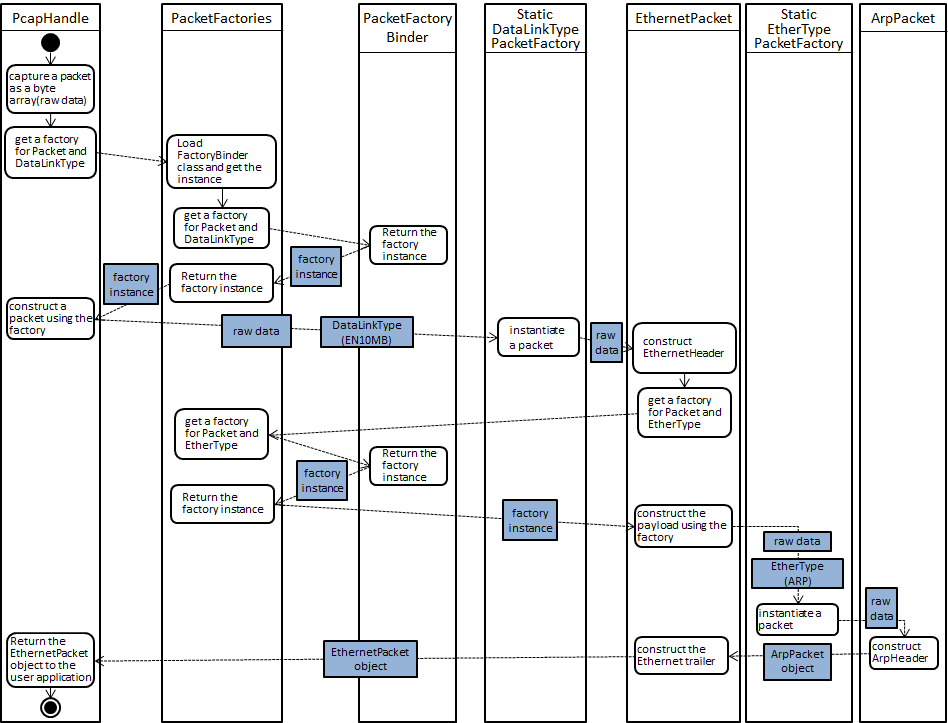 PcapHandle
PacketFactories
PacketFactory
Binder
Static
DataLinkType
PacketFactory
EthernetPacket
Static
EtherType
PacketFactory
ArpPacket
capture a packet
as a byte
array(raw data)
get a factory
for Packet and
DataLinkType
Load
FactoryBinder
class and get the
instance
get a factory
for Packet and
DataLinkType
Return the
factory
instance
factory
instance
Return the
factory instance
factory
instance
construct a
packet using the
factory
raw data
DataLinkType
(EN10MB)
instantiate
a packet
raw
data
construct
EthernetHeader
get a factory
for Packet and
EtherType
get a factory
for Packet and
EtherType
Return the
factory
instance
factory
instance
Return the
factory instance
factory
instance
construct the
payload using the
factory
raw data
EtherType
(ARP)
instantiate a
packet
raw
data
construct
ArpHeader
ArpPacket
object
construct the
Ethernet trailer
EthernetPacket
object
Return the
EthernetPacket
object to the
user application